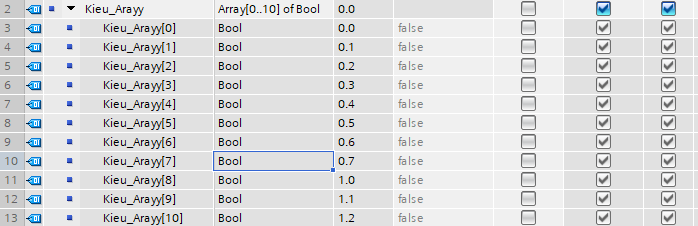 2 Kieu_Arayy Array[0..10] of Bool 0.0
3 Kieu_Arayy[0] Bool 0.0 false
4 Kieu_Arayy[1] Bool 0.1 false
5 Kieu_Arayy[2] Bool 0.2 false
6 Kieu_Arayy[3] Bool 0.3 false
7 Kieu_Arayy[4] Bool 0.4 false
8 Kieu_Arayy[5] Bool 0.5 false
9 Kieu_Arayy[6] Bool 0.6 false
10 Kieu_Arayy[7] Bool 0.7 false
11 Kieu_Arayy[8] Bool 1.0 false
12 Kieu_Arayy[9] Bool 1.1 false
13 Kieu_Arayy[10] Bool 1.2 false